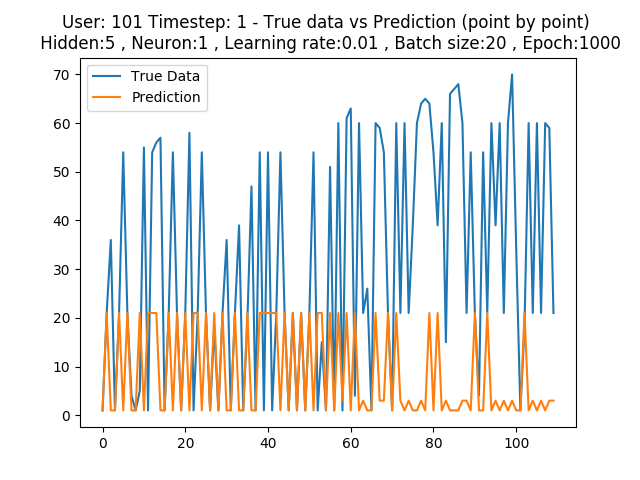 User: 101 Timestep: 1 - True data vs Prediction (point by point)
Hidden:5 , Neuron:1 , Learning rate:0.01 , Batch size:20 , Epoch:1000
True Data
Prediction
70
60
50
40
30
20
10
0
0 20 40 60 80 100